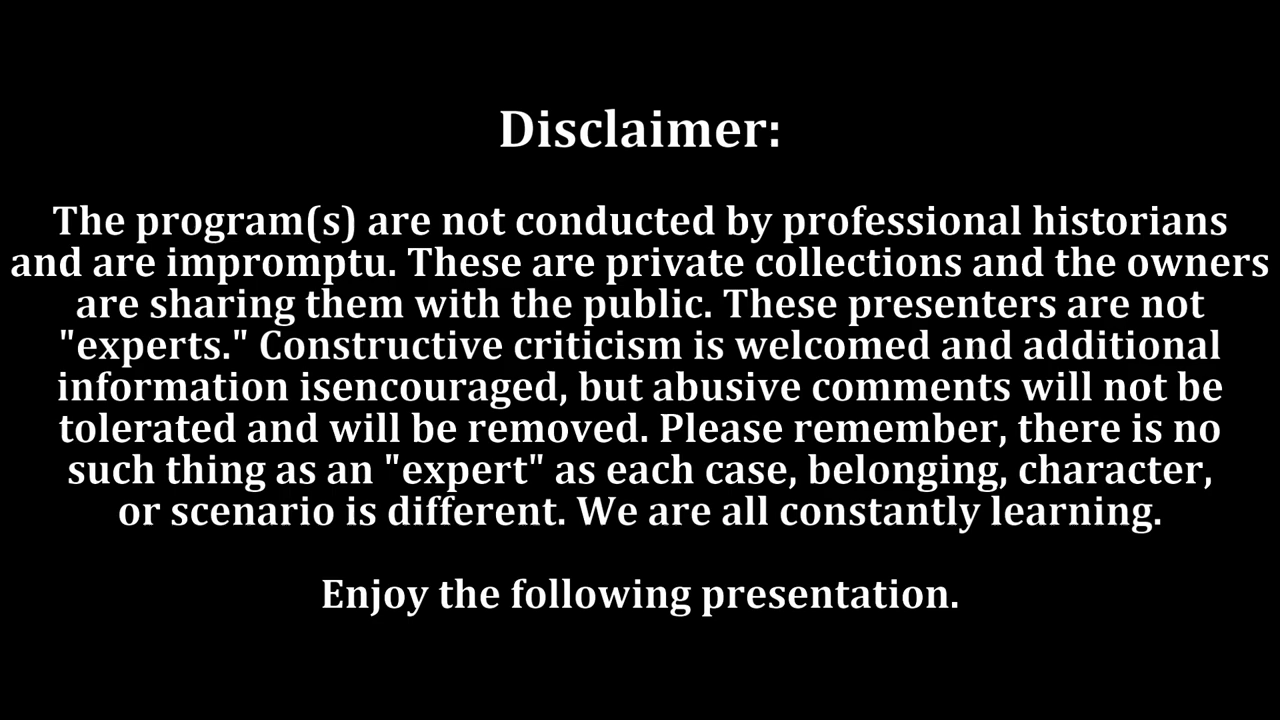 Disclaimer:
The program(s) are not conducted by professional historians
and are impromptu. These are private collections and the owners
are sharing them with the public. These presenters are not
"experts." Constructive criticism is welcomed and additional
information isencouraged, but abusive comments will not be
tolerated and will be removed. Please remember, there is no
such thing as an "expert" as each case, belonging, character,
or scenario is different. We are all constantly learning.
Enjoy the following presentation.